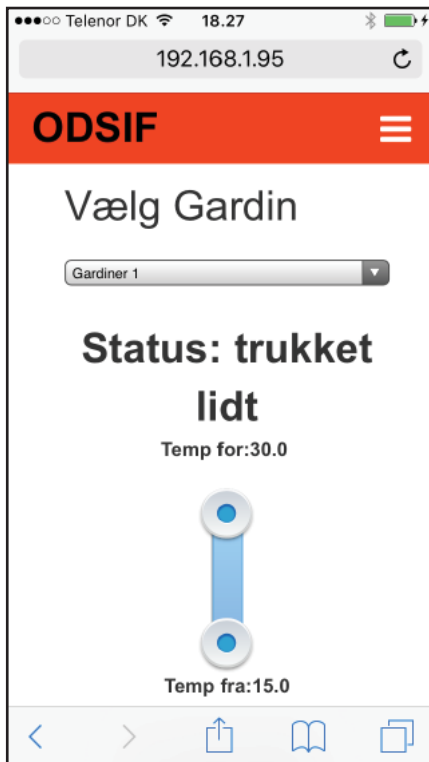 Telenor DK 18.27
192.168.1.95
ODSIF
Vælg Gardin
Gardiner 1
Status: trukket
lidt
Temp for:30.0
Temp fra:15.0